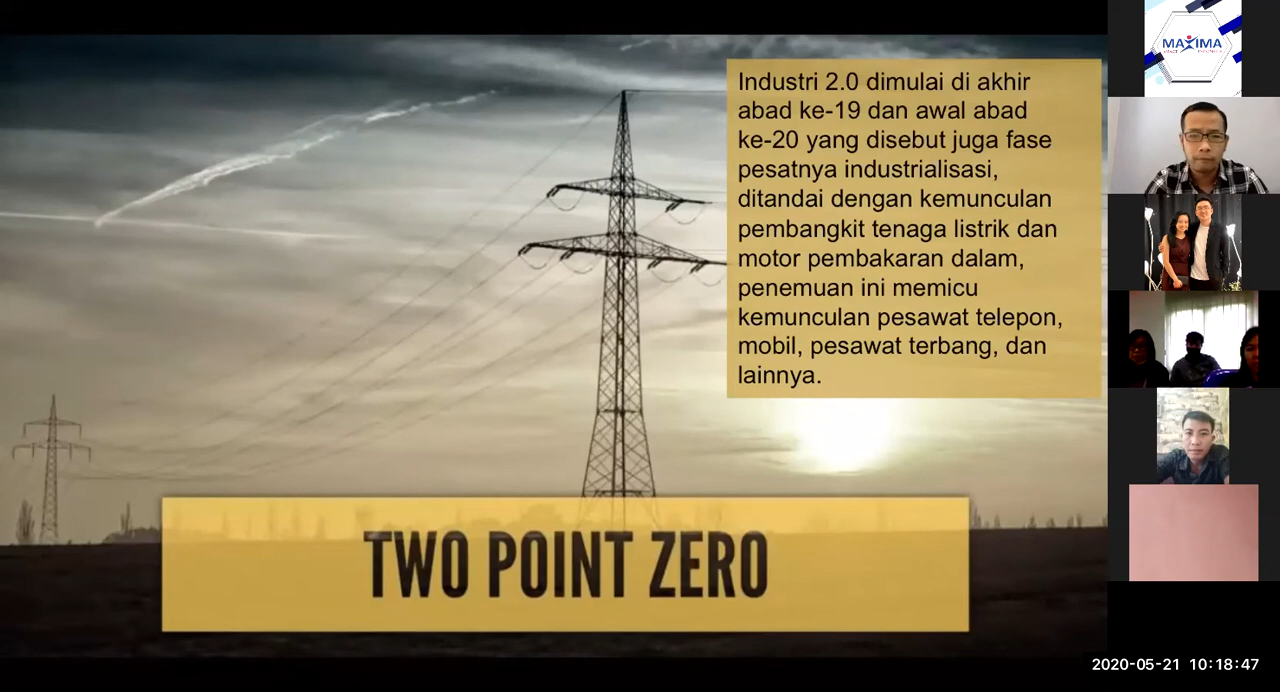 Industri 2.0 dimulai di akhir
abad ke-19 dan awal abad
ke-20 yang disebut juga fase
pesatnya industrialisasi,
ditandai dengan kemunculan
pembangkit tenaga listrik dan
motor pembakaran dalam,
penemuan ini memicu
kemunculan pesawat telepon,
mobil, pesawat terbang, dan
lainnya.
TWO POINT ZERO
MAXIMA
2020-05-21 10:18:47